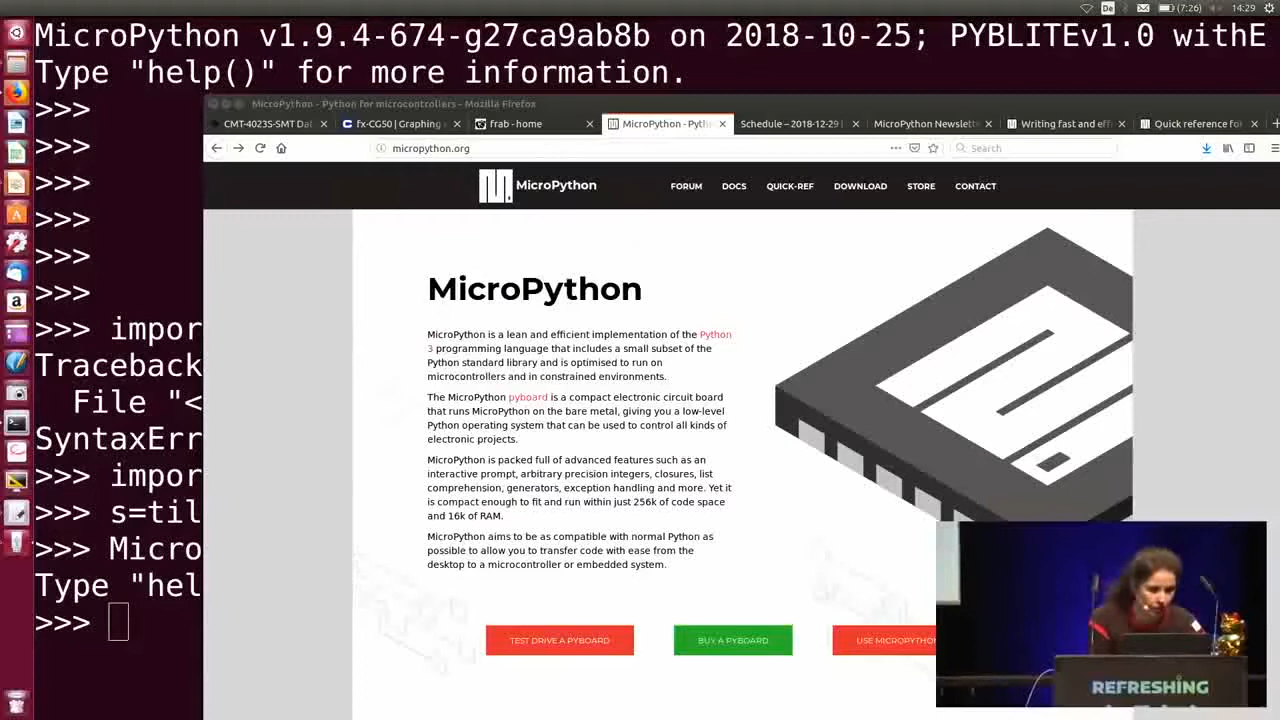 De (7:26) 14:29
MicroPython v1.9.4-674-g27ca9ab8b on 2018-10-25; PYBLITEv1.0 withE
Type "help()" for more information.
>>>
>>>
>>>
>>>
>>>
>>>
>>> impor
Traceback
File "<
SyntaxErr
>>> impor
>>> s=til
>>> Micro
Type "hel
>>>
MicroPython - Python for microcontrollers - Mozilla Firefox
CMT-4023S-SMT Dat × fx-CG50 | Graphing × frab - home × MicroPython - Pyth × Schedule – 2018-12-29 × MicroPython Newslett × Writing fast and effi × Quick reference fo ×
micropython.org
Search
MicroPython
FORUM DOCS QUICK-REF DOWNLOAD STORE CONTACT
MicroPython
MicroPython is a lean and efficient implementation of the Python
3 programming language that includes a small subset of the
Python standard library and is optimised to run on
microcontrollers and in constrained environments.
The MicroPython pyboard is a compact electronic circuit board
that runs MicroPython on the bare metal, giving you a low-level
Python operating system that can be used to control all kinds of
electronic projects.
MicroPython is packed full of advanced features such as an
interactive prompt, arbitrary precision integers, closures, list
comprehension, generators, exception handling and more. Yet it
is compact enough to fit and run within just 256k of code space
and 16k of RAM.
MicroPython aims to be as compatible with normal Python as
possible to allow you to transfer code with ease from the
desktop to a microcontroller or embedded system.
TEST DRIVE A PYBOARD
BUY A PYBOARD
USE MICROPYTHON
REFRESHING